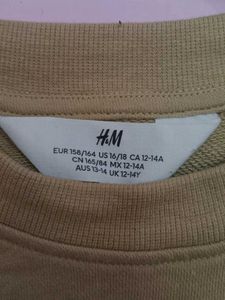 H&M
EUR 158/164 US 16/18 CA 12-14A
CN 165/84 MX 12-14A
AUS 13-14 UK 12-14Y